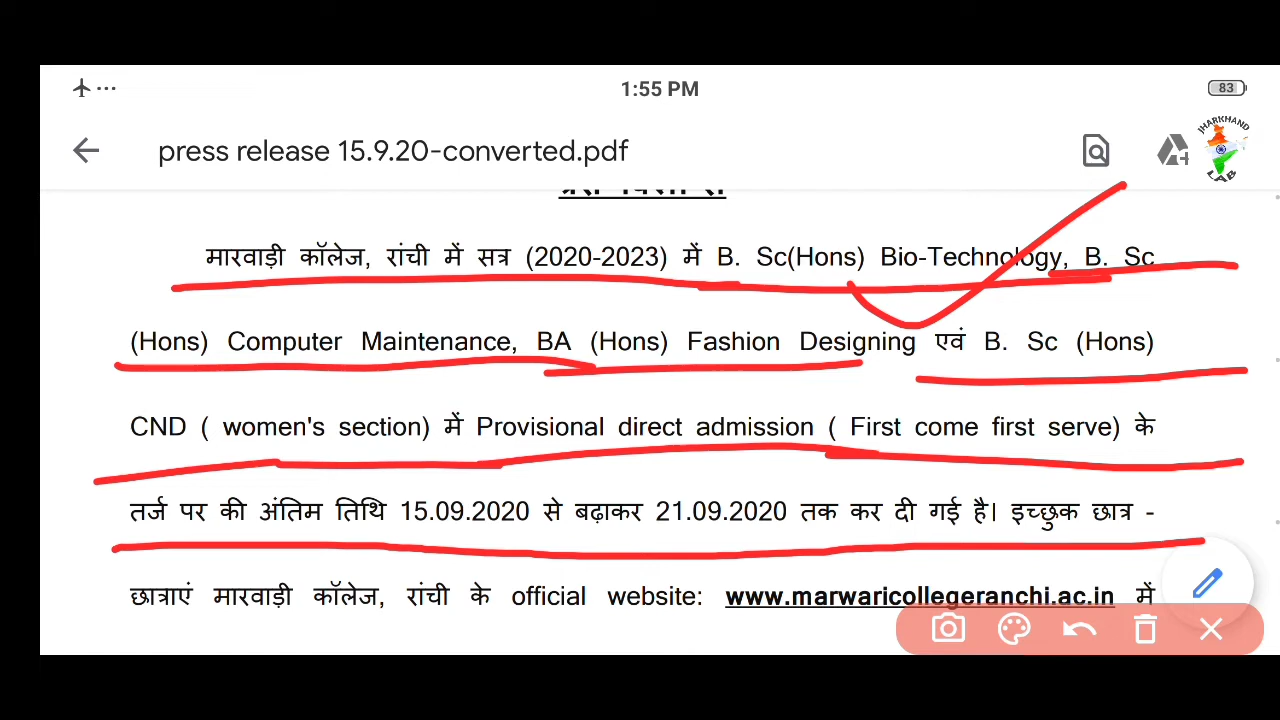 1:55 PM
83
press release 15.9.20-converted.pdf
JHARKHAND
LAB
मारवाड़ी कॉलेज, रांची में सत्र (2020-2023) में B. Sc(Hons) Bio-Technology, B. Sc
(Hons) Computer Maintenance, BA (Hons) Fashion Designing एवं B. Sc (Hons)
CND ( women's section) में Provisional direct admission ( First come first serve) के
तर्ज पर की अंतिम तिथि 15.09.2020 से बढ़ाकर 21.09.2020 तक कर दी गई है। इच्छुक छात्र -
छात्राएं मारवाड़ी कॉलेज, रांची के official website: www.marwaricollegeranchi.ac.in में